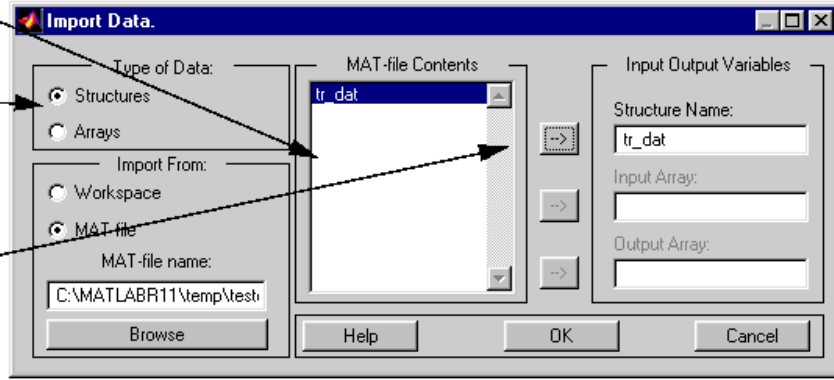 Import Data.
Type of Data:
Structures
Arrays
Import From:
Workspace
MAT-file
MAT-file name:
C:\MATLABR11\temp\test
Browse
MAT-file Contents
tr_dat
-->
-->
-->
Input Output Variables
Structure Name:
tr_dat
Input Array:
Output Array:
Help
OK
Cancel